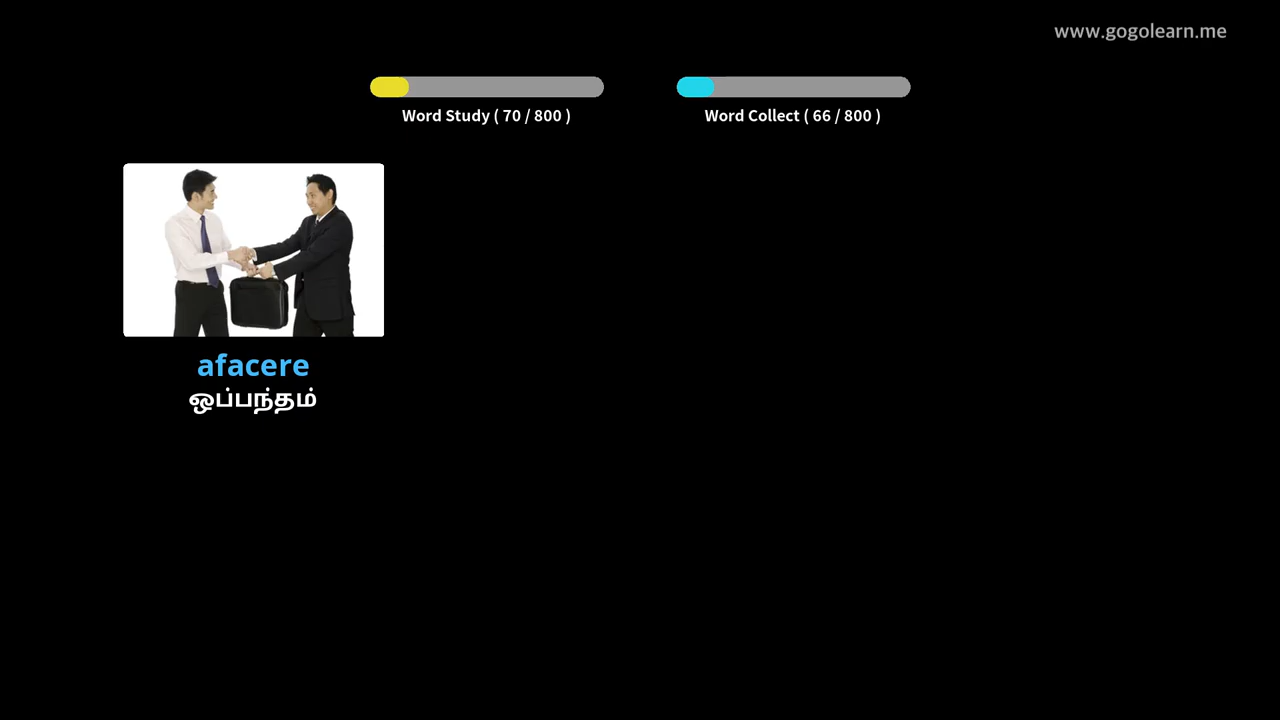 www.gogolearn.me
Word Study ( 70 / 800 )
Word Collect ( 66 / 800 )
afacere
ஒப்பந்தம்